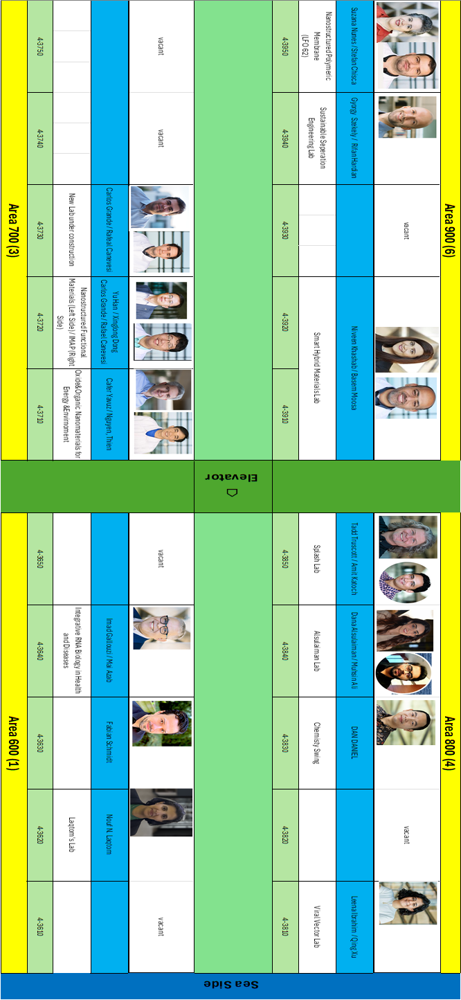 Area 900 (6)
vacant
Suzana Nunes / Stefan Chisca
Gyorgy Szekely / Rifan Hardian
Niveen Khashab / Basem Moosa
Nanostructured Polymeric
Membrane
(LFO 62)
Sustainable Seperation
Engineering Lab
Smart Hybrid Materials Lab
4-3950
4-3940
4-3930
4-3920
4-3910
Area 800 (4)
vacant
Tadd Truscott / Amit Katoch
Dana Alsulaiman / Muhsin Ali
DAN DANIEL
Leena Ibrahim / Qing Xu
Splash Lab
Alsulaiman Lab
Chemisty Swing
Viral Vector Lab
4-3850
4-3840
4-3830
4-3820
4-3810
Elevator
Sea Side
vacant
vacant
Carlos Grande / Rafeal Canevesi
Yu Han / Xinglong Dong
Carlos Grande / Rafael Canevesi
Cafer Yavuz / Nguyen, Thien
New Lab under construction
Nanostructured Functional
Materials (Left Side) / IMAP (Right
Side)
Oxide&Organic Nanomaterials for
Energy &Envirnoment
4-3750
4-3740
4-3730
4-3720
4-3710
Area 700 (3)
vacant
vacant
Imad Gallouzi / Mai Azab
Fabian Schmidt
Nouf N. Laqtom
Integrative RNA Biology in Health
and Diseases
Laqtom's Lab
4-3650
4-3640
4-3630
4-3620
4-3610
Area 600 (1)